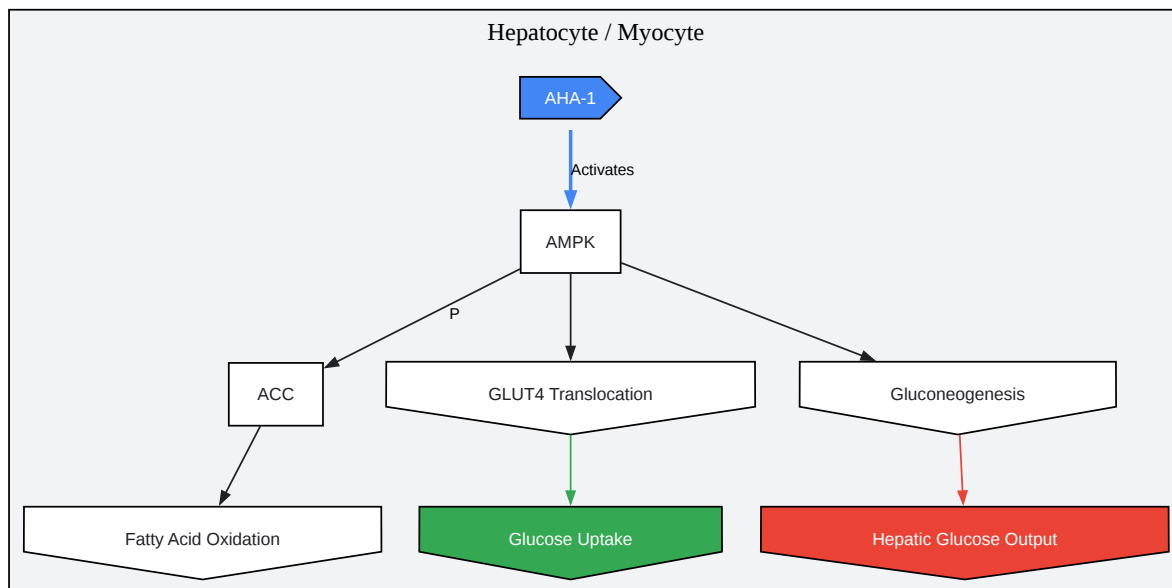 Hepatocyte / Myocyte
AHA-1
Activates
AMPK
P
ACC
GLUT4 Translocation
Gluconeogenesis
Fatty Acid Oxidation
Glucose Uptake
Hepatic Glucose Output